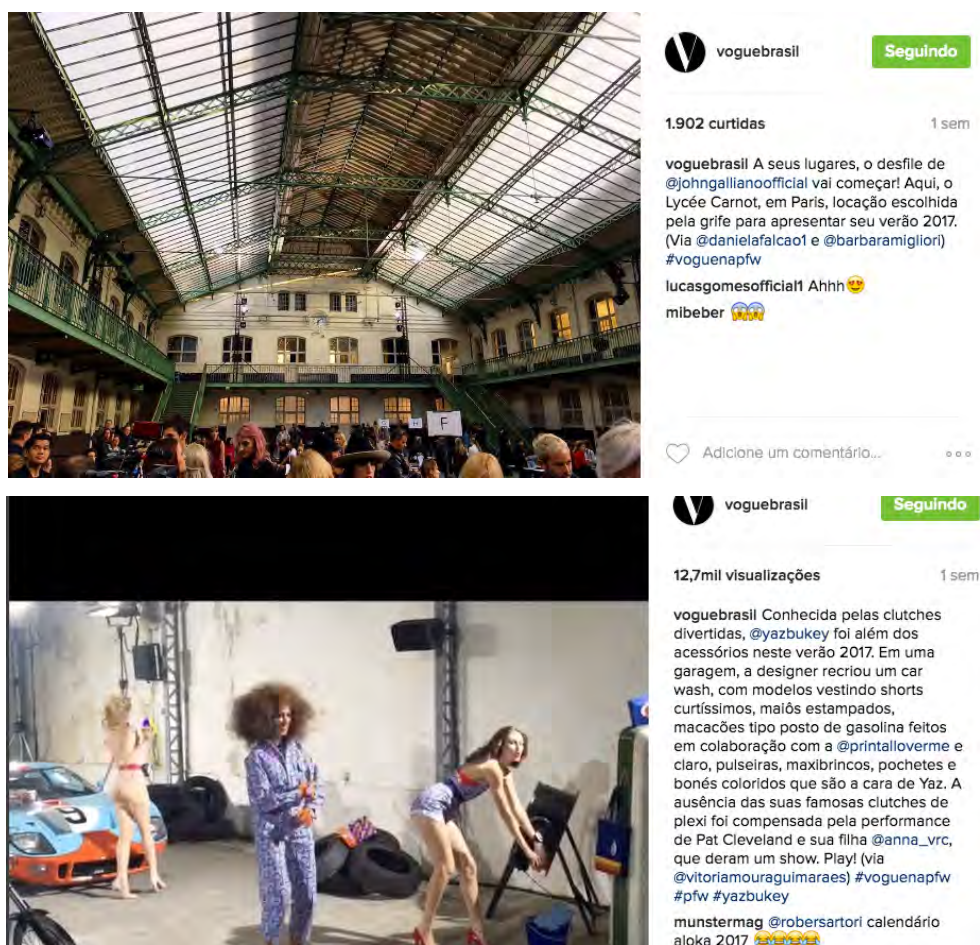 voguebrasil
Seguindo
1.902 curtidas
1 sem
voguebrasil A seus lugares, o desfile de
@johngallianoofficial vai começar! Aqui, o
Lycée Carnot, em Paris, locação escolhida
pela grife para apresentar seu verão 2017.
(Via @danielafalcao1 e @barbaramigliori)
#voguenapfw
lucasgomesofficial1 Ahhh😍
mibeber 😱😱
H
F
Adicione um comentário...
voguebrasil
Seguindo
12,7mil visualizações
1 sem
voguebrasil Conhecida pelas clutches
divertidas, @yazbukey foi além dos
acessórios neste verão 2017. Em uma
garagem, a designer recriou um car
wash, com modelos vestindo shorts
curtíssimos, maiôs estampados,
macacões tipo posto de gasolina feitos
em colaboração com a @printalloverme e
claro, pulseiras, maxibrincos, pochetes e
bonés coloridos que são a cara de Yaz. A
ausência das suas famosas clutches de
plexi foi compensada pela performance
de Pat Cleveland e sua filha @anna_vrc,
que deram um show. Play! (via
@vitoriamouraguimaraes) #voguenapfw
#pfw #yazbukey
munstermag @robersartori calendário
aloka 2017 😂😂😂😂